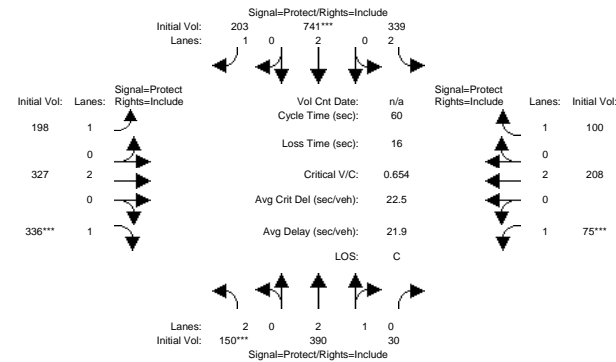 Signal=Protect/Rights=Include
Initial Vol: 203 741*** 339
Lanes: 1 0 2 0 2
Signal=Protect
Rights=Include
Initial Vol: Lanes:
198 1
0
327 2
0
336*** 1
Vol Cnt Date: n/a
Cycle Time (sec): 60
Loss Time (sec): 16
Critical V/C: 0.654
Avg Crit Del (sec/veh): 22.5
Avg Delay (sec/veh): 21.9
LOS: C
Signal=Protect
Rights=Include
Lanes: Initial Vol:
1 100
0
2 208
0
1 75***
Lanes: 2 0 2 1 0
Initial Vol: 150*** 390 30
Signal=Protect/Rights=Include